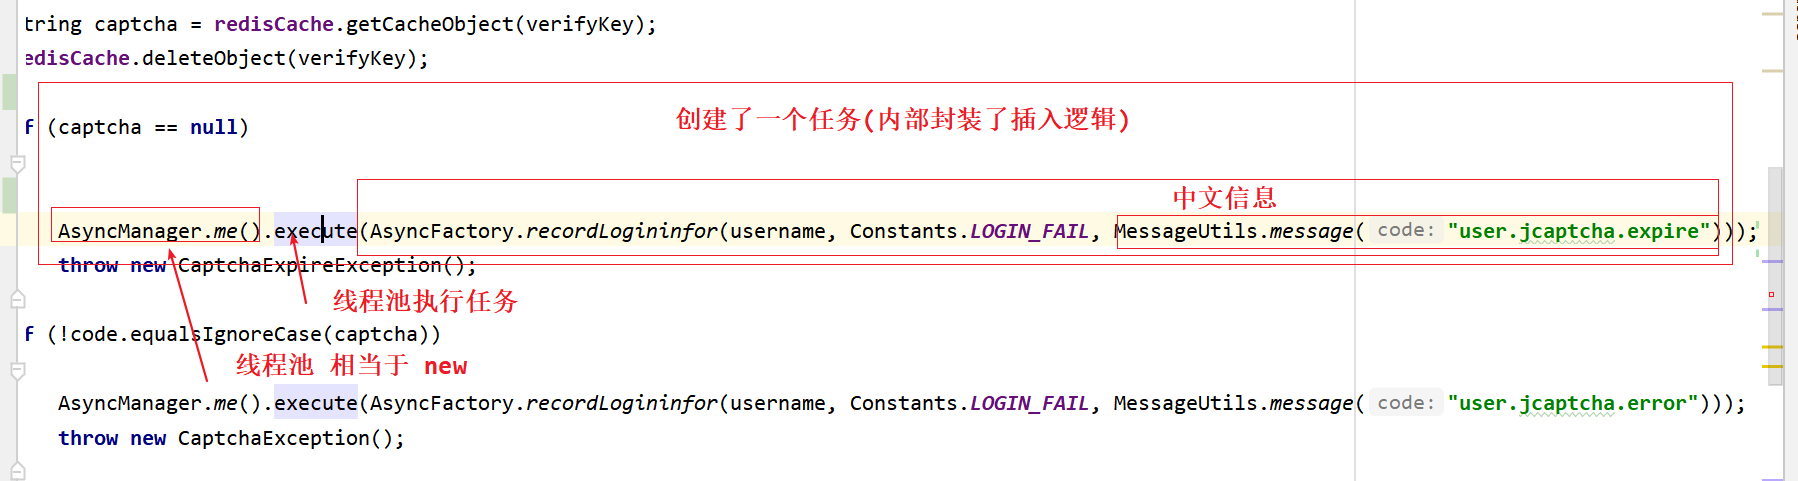 tring captcha = redisCache.getCacheObject(verifyKey);
edisCache.deleteObject(verifyKey);
创建了一个任务(内部封装了插入逻辑)
f (captcha == null)
中文信息
AsyncManager.me().execute(AsyncFactory.recordLogininfor(username, Constants.LOGIN_FAIL, MessageUtils.message( code: "user.jcaptcha.expire")));
throw new CaptchaExpireException();
线程池执行任务
f (!code.equalsIgnoreCase(captcha))
线程池 相当于 new
AsyncManager.me().execute(AsyncFactory.recordLogininfor(username, Constants.LOGIN_FAIL, MessageUtils.message( code: "user.jcaptcha.error")));
throw new CaptchaException();